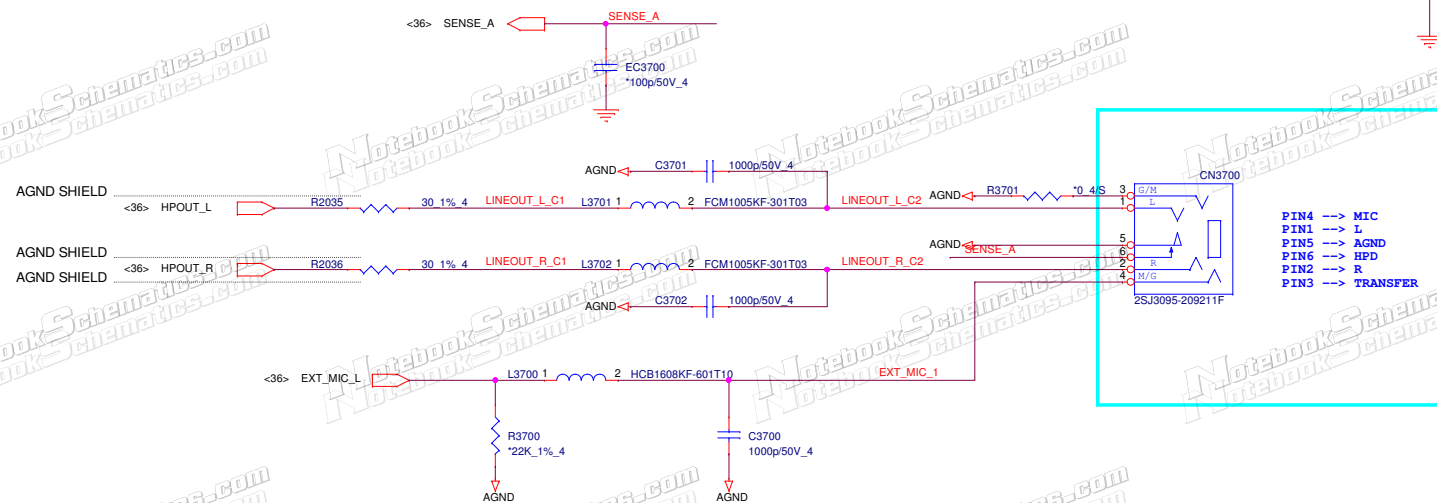 <36> SENSE_A SENSE_A
EC3700
*100p/50V_4
AGND C3701 1000p/50V_4
CN3700
AGND SHIELD
AGND R3701 *0_4/S 3 G/M
<36> HPOUT_L R2035 30_1%_4 LINEOUT_L_C1 L3701 1 2 FCM1005KF-301T03 LINEOUT_L_C2 1 L
PIN4 --> MIC
PIN1 --> L
PIN5 --> AGND
PIN6 --> HPD
PIN2 --> R
PIN3 --> TRANSFER
AGND SHIELD
AGND 5
SENSE_A 6
<36> HPOUT_R R2036 30_1%_4 LINEOUT_R_C1 L3702 1 2 FCM1005KF-301T03 LINEOUT_R_C2 2 R
AGND SHIELD
4 M/G
AGND C3702 1000p/50V_4
2SJ3095-209211F
<36> EXT_MIC_L L3700 1 2 HCB1608KF-601T10 EXT_MIC_1
R3700
*22K_1%_4
C3700
1000p/50V_4
AGND AGND
NotebookSchematics.com
NotebookSchematics.com